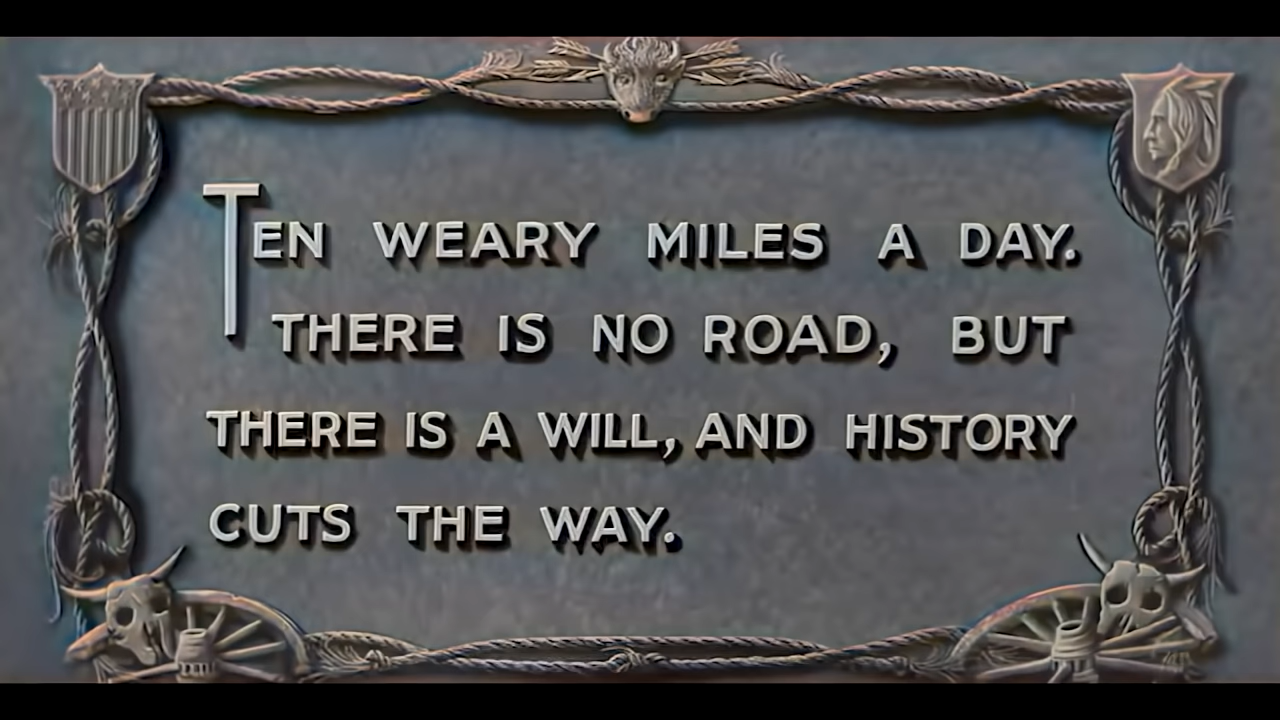 TEN WEARY MILES A DAY.
THERE IS NO ROAD, BUT
THERE IS A WILL, AND HISTORY
CUTS THE WAY.